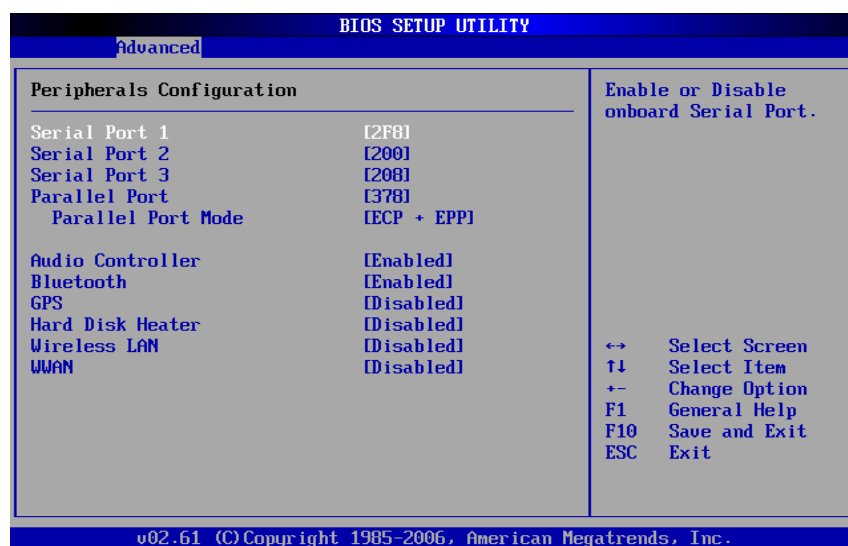 BIOS SETUP UTILITY
Advanced
Peripherals Configuration
Serial Port 1 [2F8]
Serial Port 2 [200]
Serial Port 3 [208]
Parallel Port [378]
Parallel Port Mode [ECP + EPP]
Audio Controller [Enabled]
Bluetooth [Enabled]
GPS [Disabled]
Hard Disk Heater [Disabled]
Wireless LAN [Disabled]
WWAN [Disabled]
Enable or Disable
onboard Serial Port.
↔ Select Screen
↑↓ Select Item
+- Change Option
F1 General Help
F10 Save and Exit
ESC Exit
v02.61 (C)Copyright 1985-2006, American Megatrends, Inc.